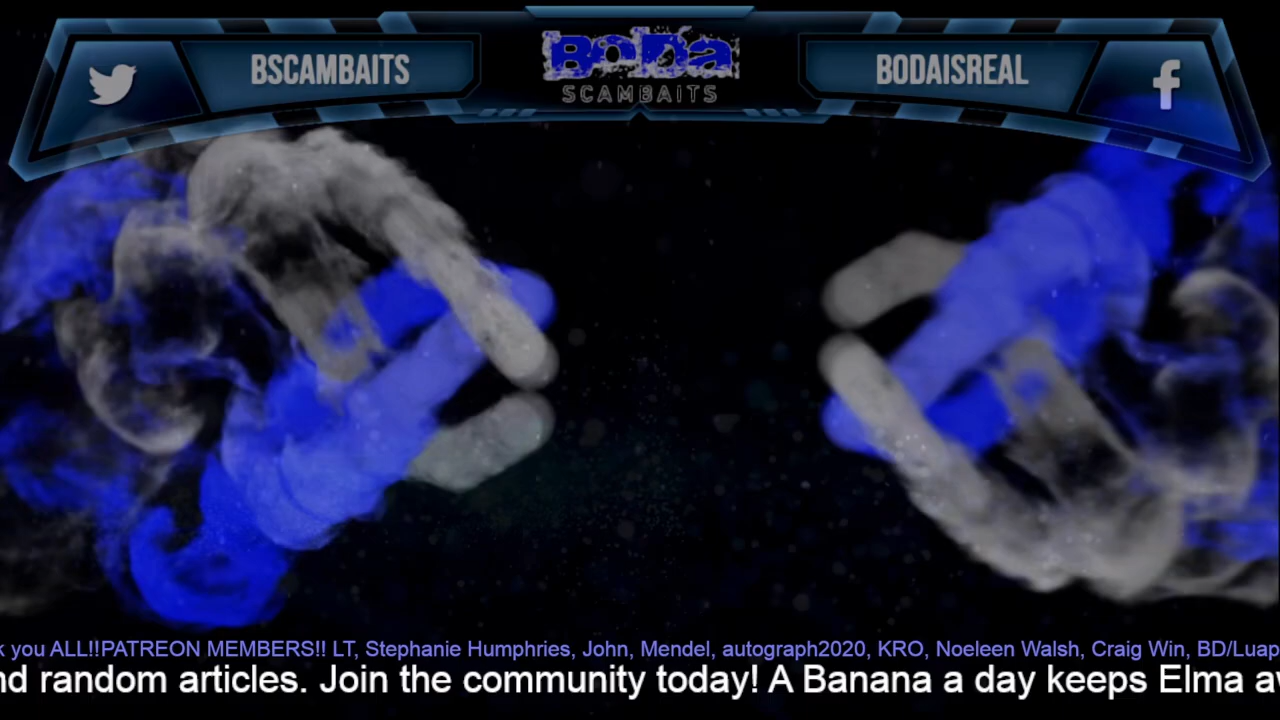 BSCAMBAITS
BoDa
SCAMBAITS
BODAISREAL
k you ALL!!PATREON MEMBERS!! LT, Stephanie Humphries, John, Mendel, autograph2020, KRO, Noeleen Walsh, Craig Win, BD/Luap
nd random articles. Join the community today! A Banana a day keeps Elma aw